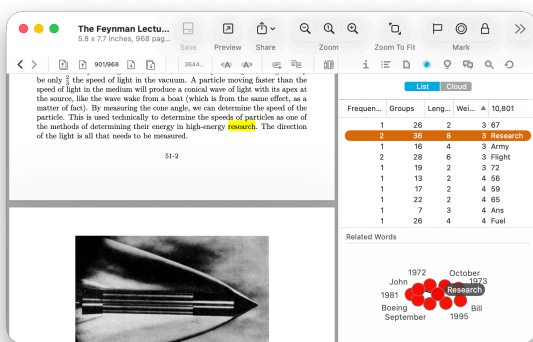 The Feynman Lectu...
5.8 x 7.7 inches, 968 pag...
Save
Preview
Share
Zoom
Zoom To Fit
Mark
901/968
3644...
be only 2/3 the speed of light in the vacuum. A particle moving faster than the
speed of light in the medium will produce a conical wave of light with its apex at
the source, like the wave wake from a boat (which is from the same effect, as a
matter of fact). By measuring the cone angle, we can determine the speed of the
particle. This is used technically to determine the speeds of particles as one of
the methods of determining their energy in high-energy research. The direction
of the light is all that needs to be measured.
51-2
List
Cloud
Frequen... Groups Leng... Wei... 10,801
1 26 2 3 67
2 36 8 3 Research
1 16 4 3 Army
2 28 6 3 Flight
1 19 2 3 72
1 13 2 4 56
1 17 2 4 59
1 22 2 4 65
1 7 3 4 Ans
1 26 4 4 Fuel
Related Words
1972
October
John
1973
Research
1981
Boeing
Bill
September
1995